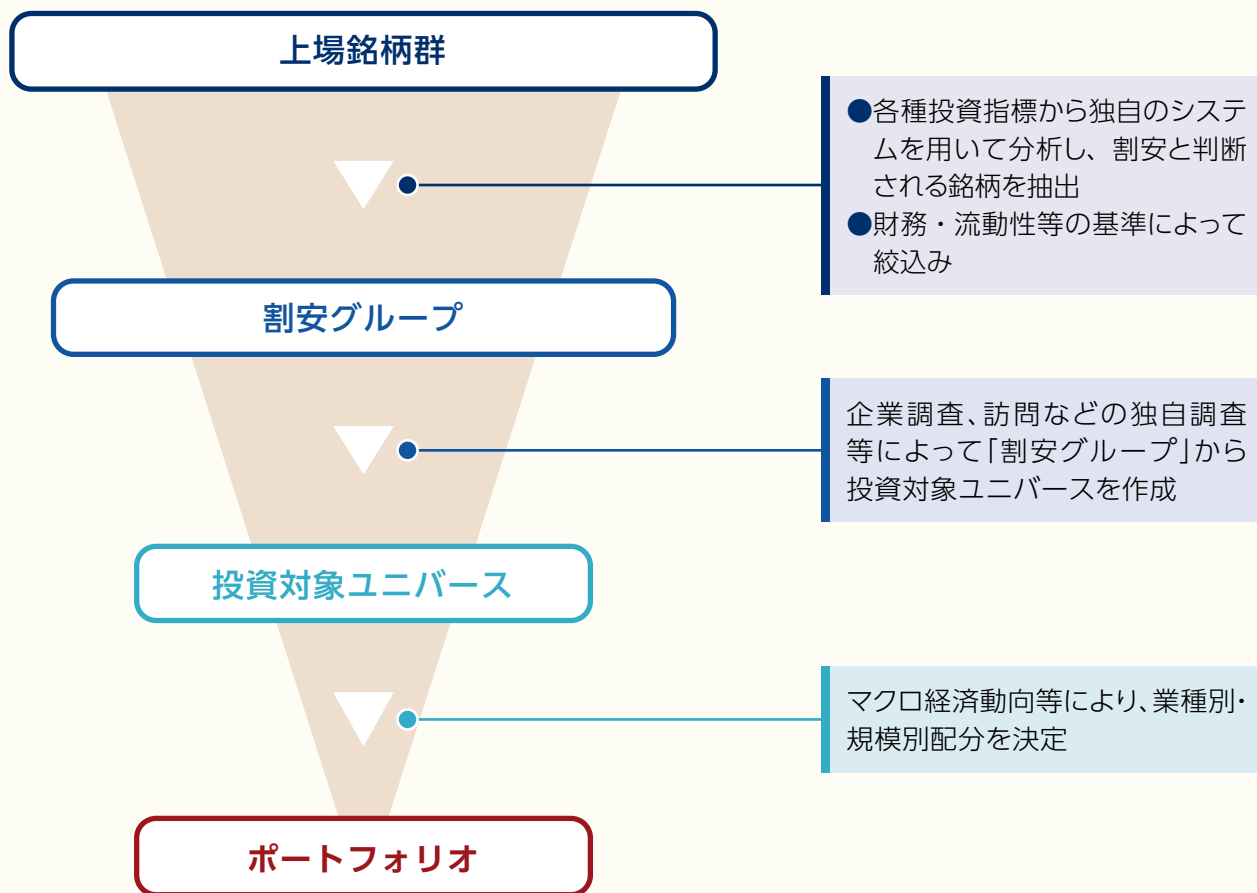 上場銘柄群
●各種投資指標から独自のシステ
ムを用いて分析し、割安と判断
される銘柄を抽出
●財務・流動性等の基準によって
絞込み
割安グループ
企業調査、訪問などの独自調査
等によって「割安グループ」から
投資対象ユニバースを作成
投資対象ユニバース
マクロ経済動向等により、業種別・
規模別配分を決定
ポートフォリオ